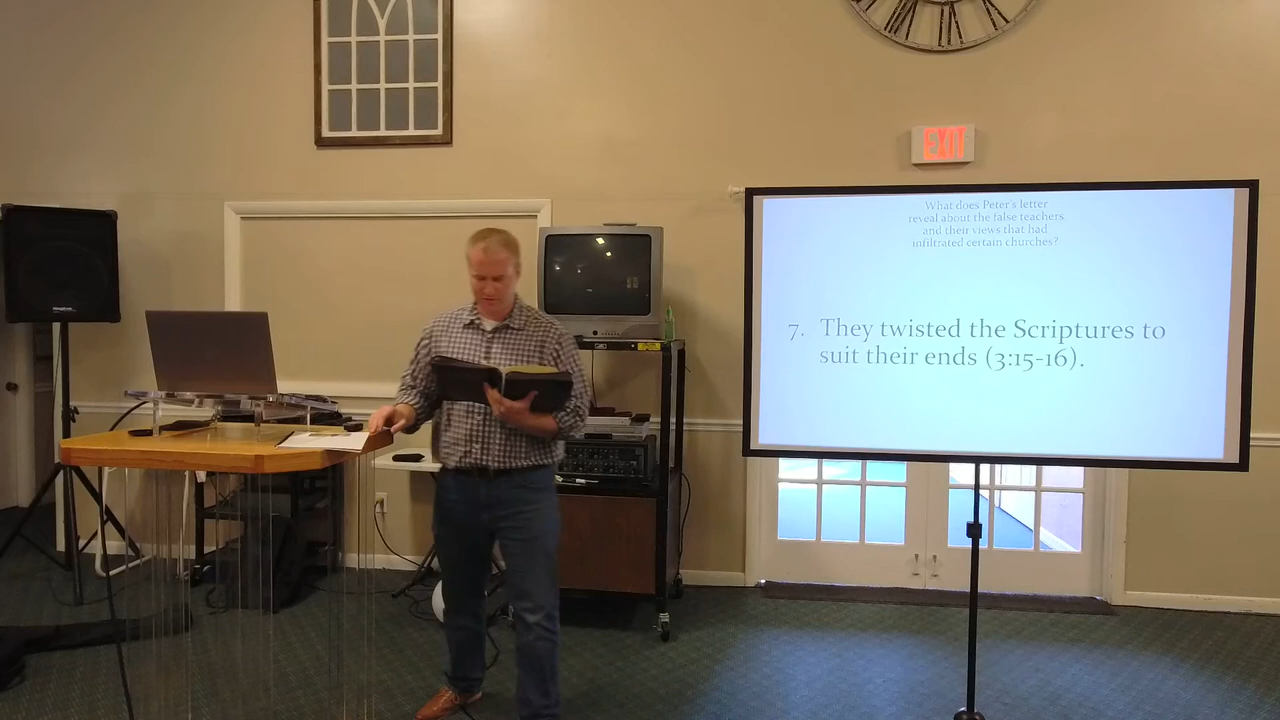 EXIT
What does Peter's letter
reveal about the false teachers
and their views that had
infiltrated certain churches?
7. They twisted the Scriptures to
suit their ends (3:15-16).